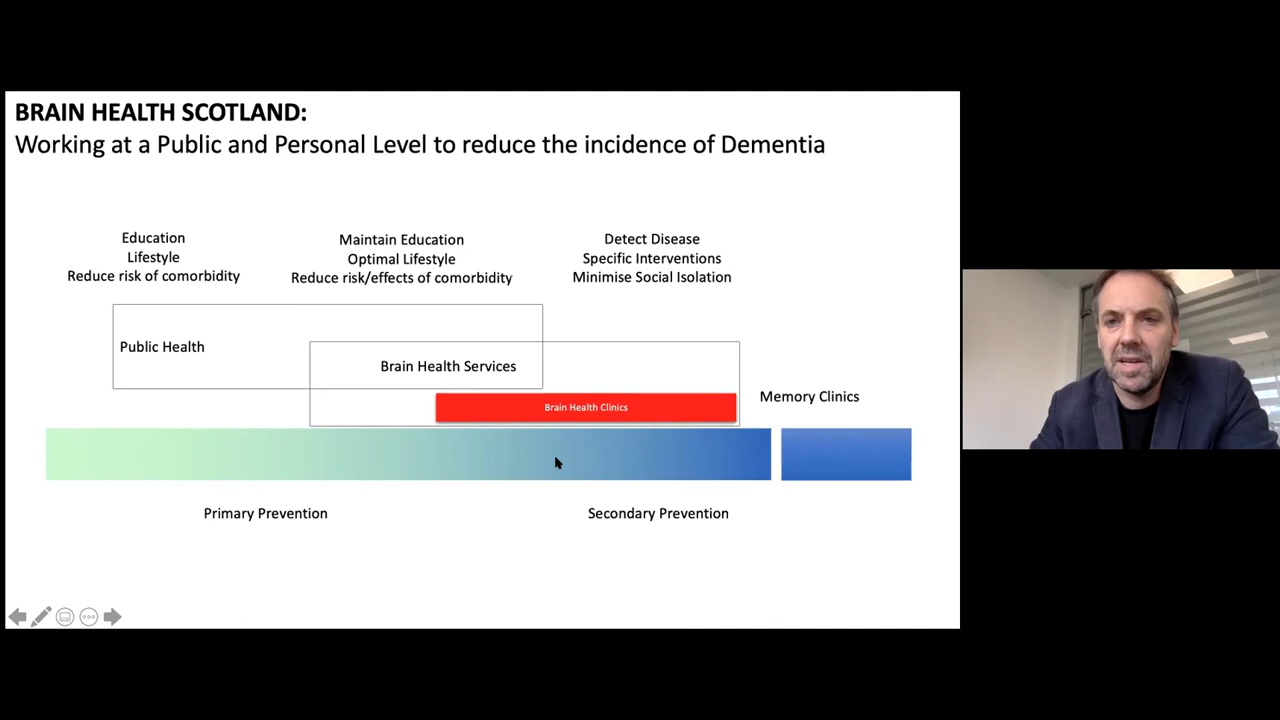 BRAIN HEALTH SCOTLAND:
Working at a Public and Personal Level to reduce the incidence of Dementia
Education
Lifestyle
Reduce risk of comorbidity
Maintain Education
Optimal Lifestyle
Reduce risk/effects of comorbidity
Detect Disease
Specific Interventions
Minimise Social Isolation
Public Health
Brain Health Services
Brain Health Clinics
Memory Clinics
Primary Prevention
Secondary Prevention